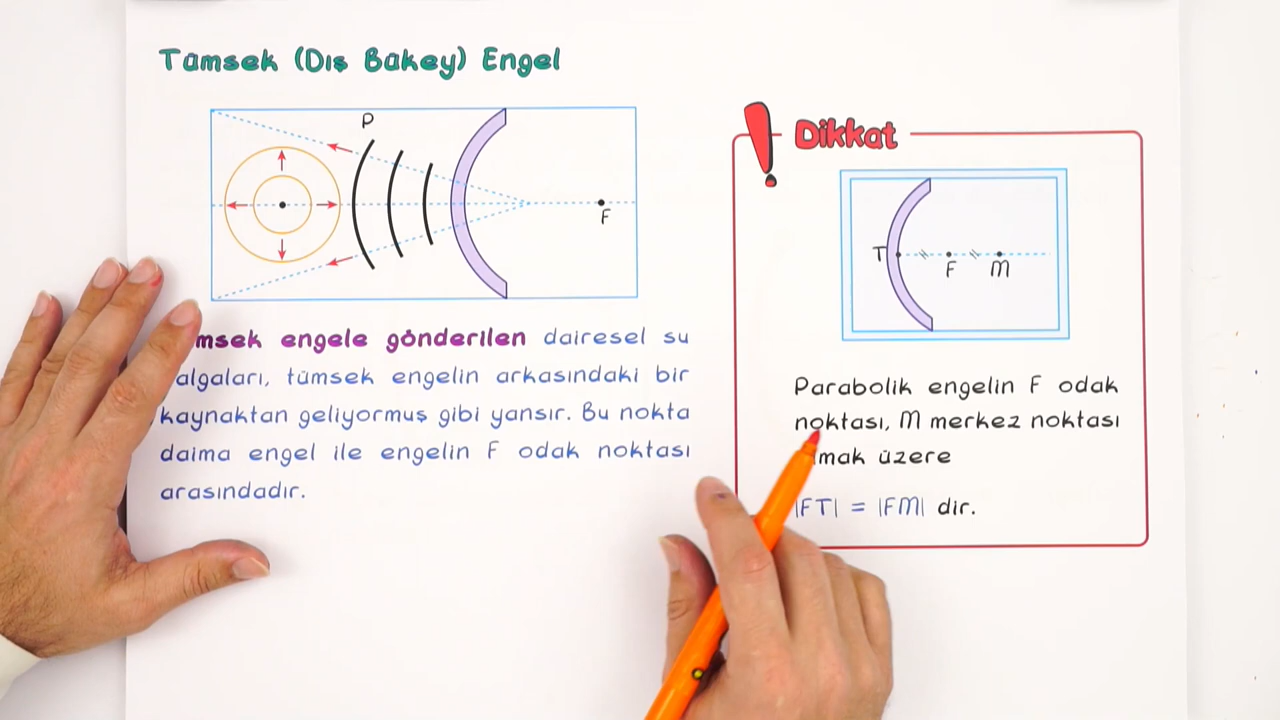 Tümsek (Dış Bükey) Engel
P
F
msek engele gönderilen dairesel su
algaları, tümsek engelin arkasındaki bir
kaynaktan geliyormuş gibi yansır. Bu nokta
daima engel ile engelin F odak noktası
arasındadır.
Dikkat
T
F
M
Parabolik engelin F odak
noktası, M merkez noktası
mak üzere
|FT| = |FM| dir.